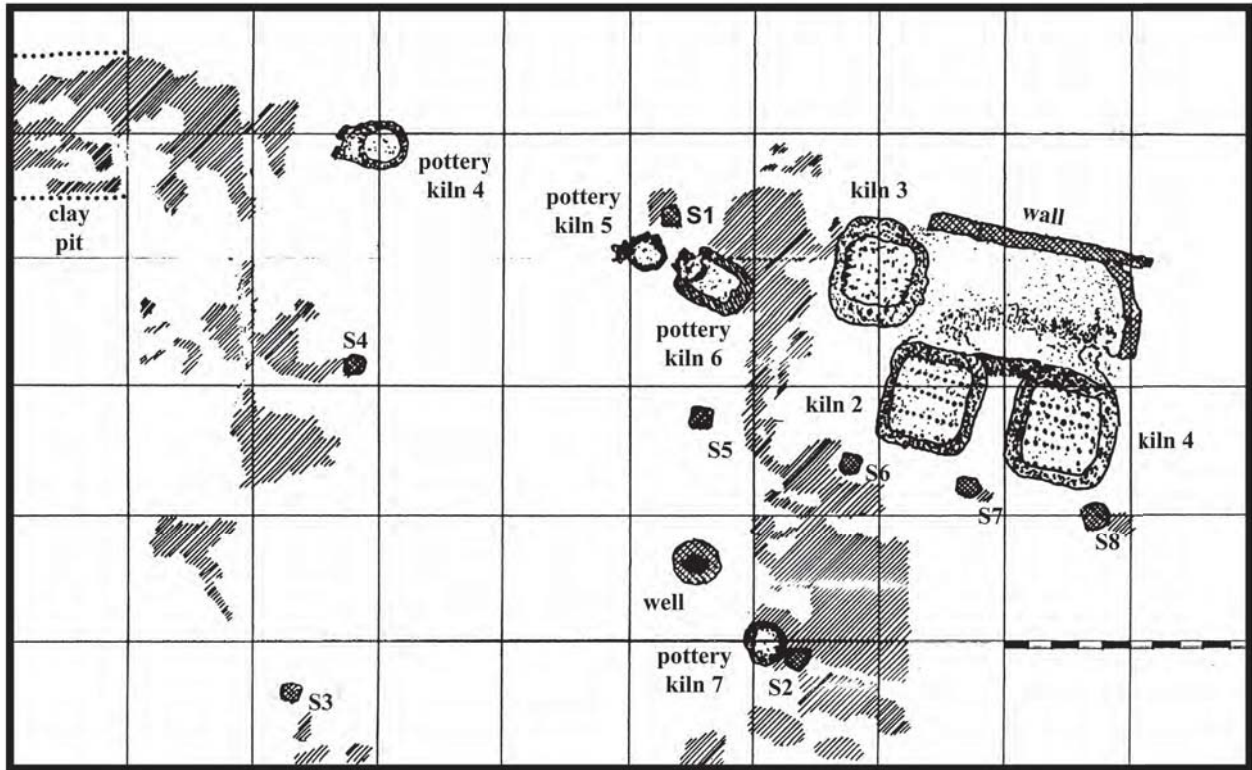 clay
pit
pottery
kiln 4
pottery
kiln 5
S1
pottery
kiln 6
kiln 3
wall
S4
S5
kiln 2
kiln 4
S6
S7
S8
well
pottery
kiln 7
S2
S3